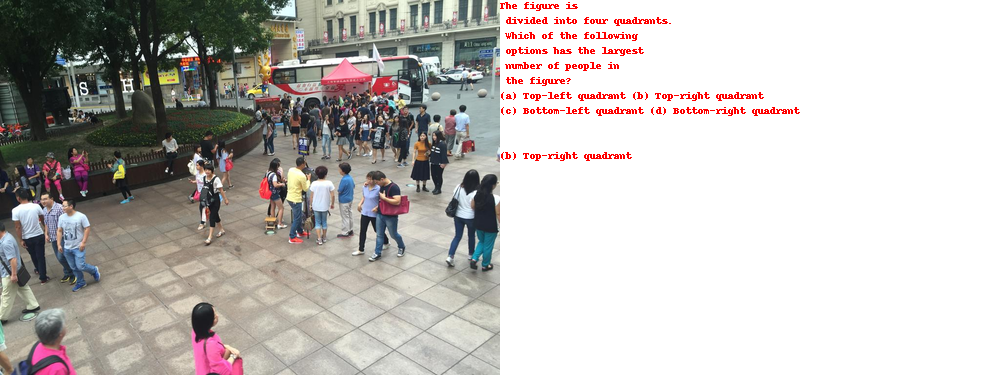 S H
The figure is
divided into four quadrants.
Which of the following
options has the largest
number of people in
the figure?
(a) Top-left quadrant (b) Top-right quadrant
(c) Bottom-left quadrant (d) Bottom-right quadrant
(b) Top-right quadrant